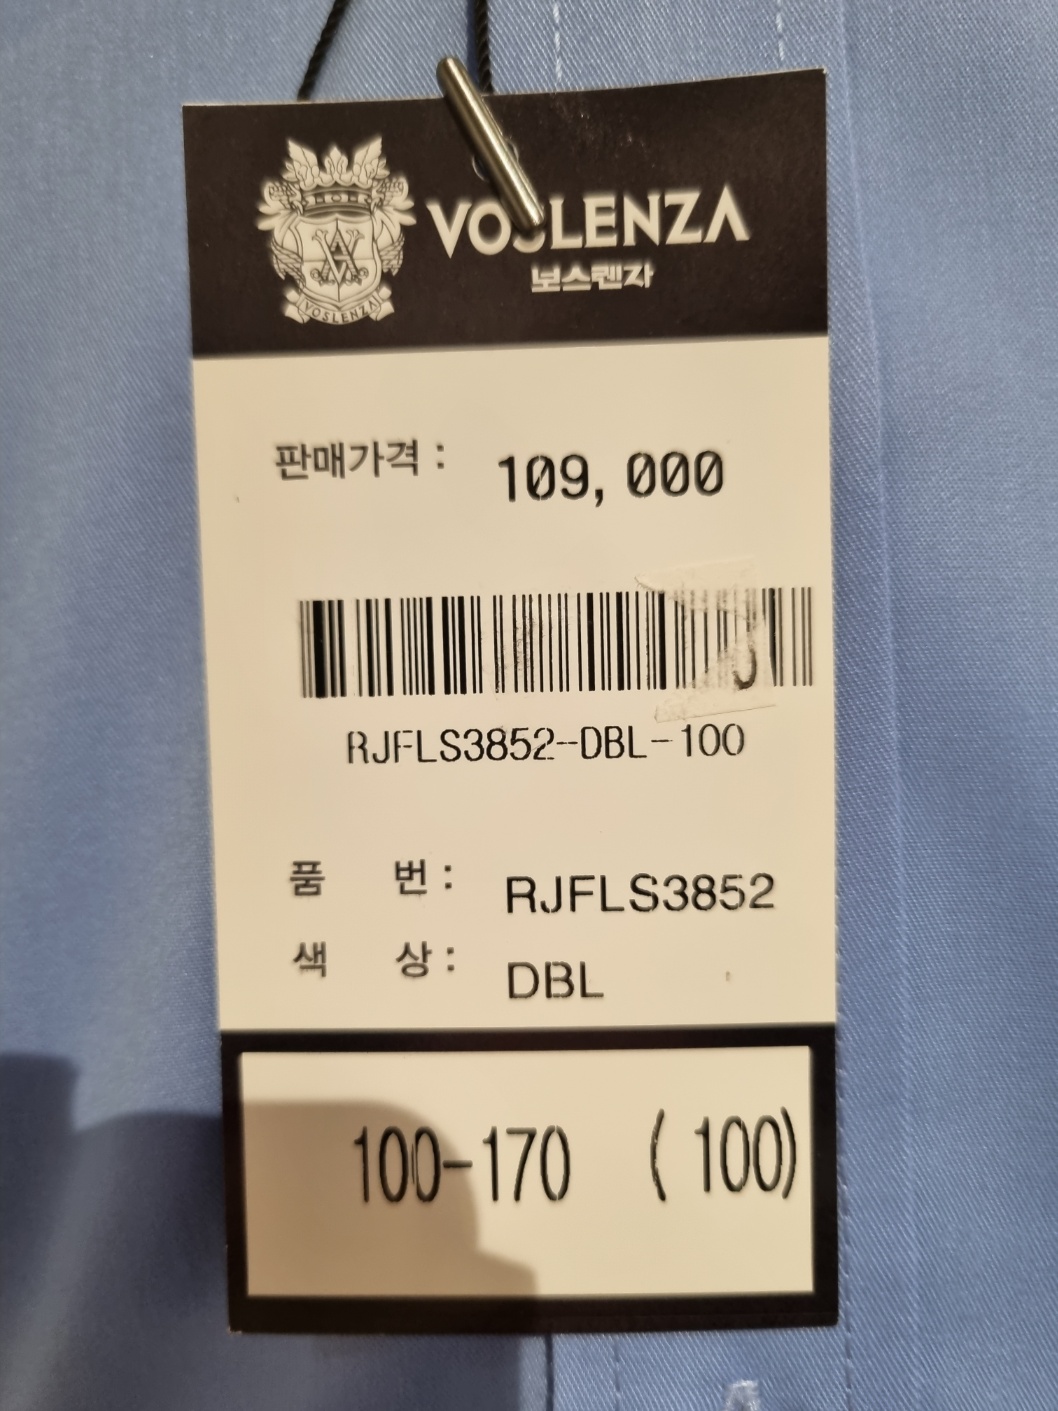 VOSLENZA
보스렌자
VOSLENZA
판매가격 : 109,000
RJFLS3852-DBL-100
품 번 : RJFLS3852
색 상 : DBL
100-170 (100)